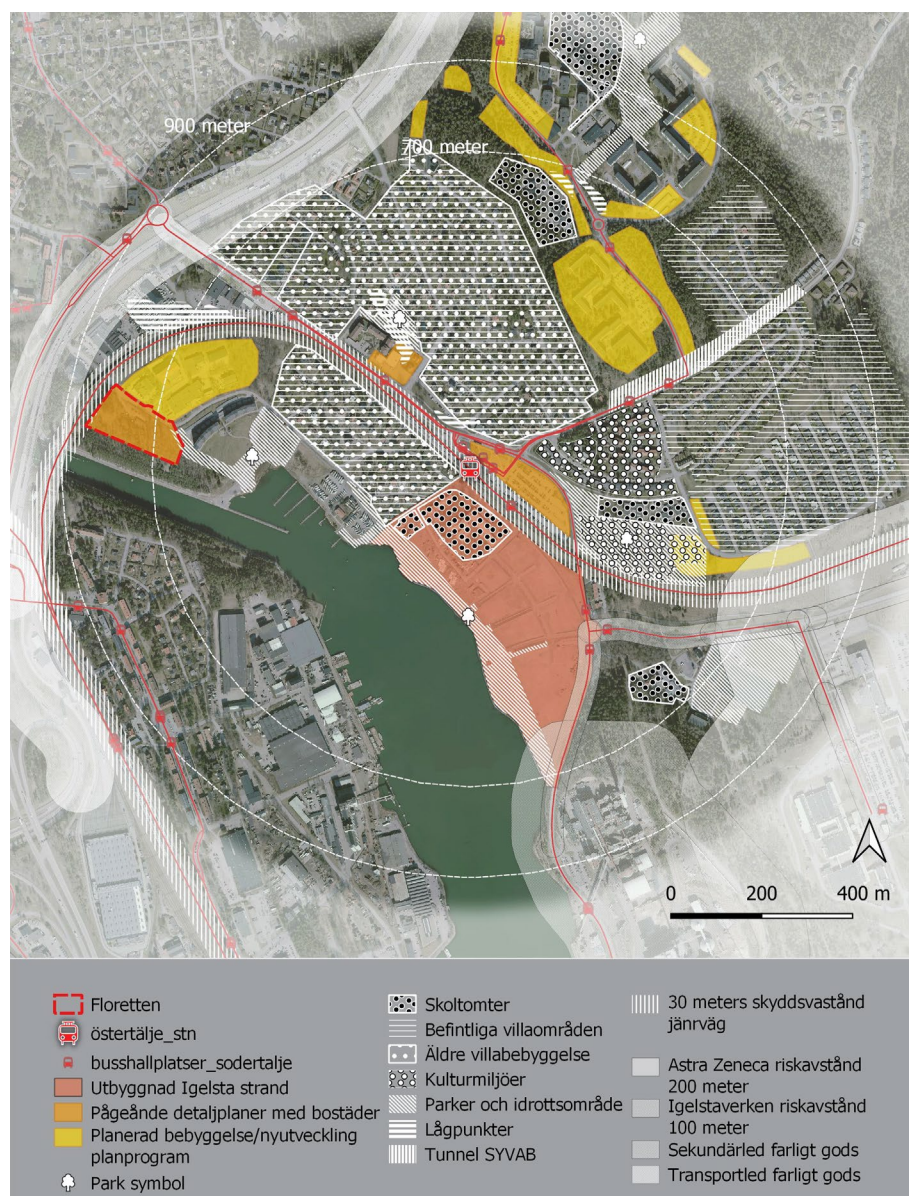 900 meter
700 meter
0 200 400 m
Floretten
östertälje_stn
busshallplatser_sodertalje
Utbyggnad Igelsta strand
Pågeånde detaljplaner med bostäder
Planerad bebyggelse/nyutveckling
planprogram
Park symbol
Skoltomter
Befintliga villaområden
Äldre villabebyggelse
Kulturmiljöer
Parker och idrottsområde
Lågpunkter
Tunnel SYVAB
30 meters skyddsvastånd
jänrväg
Astra Zeneca riskavstånd
200 meter
Igelstaverken riskavstånd
100 meter
Sekundärled farligt gods
Transportled farligt gods